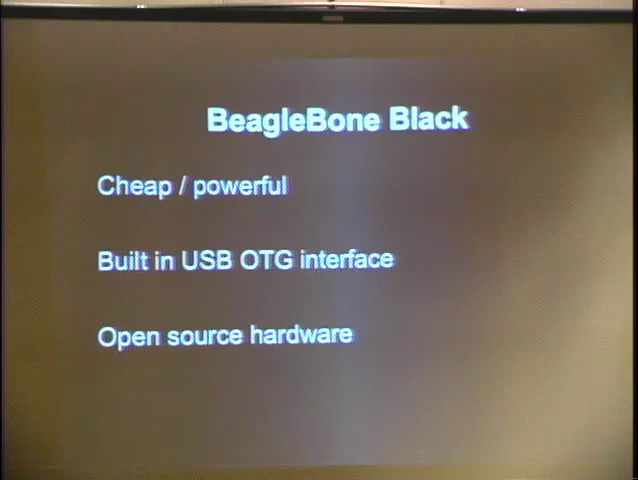 BeagleBone Black
Cheap / powerful
Built in USB OTG interface
Open source hardware